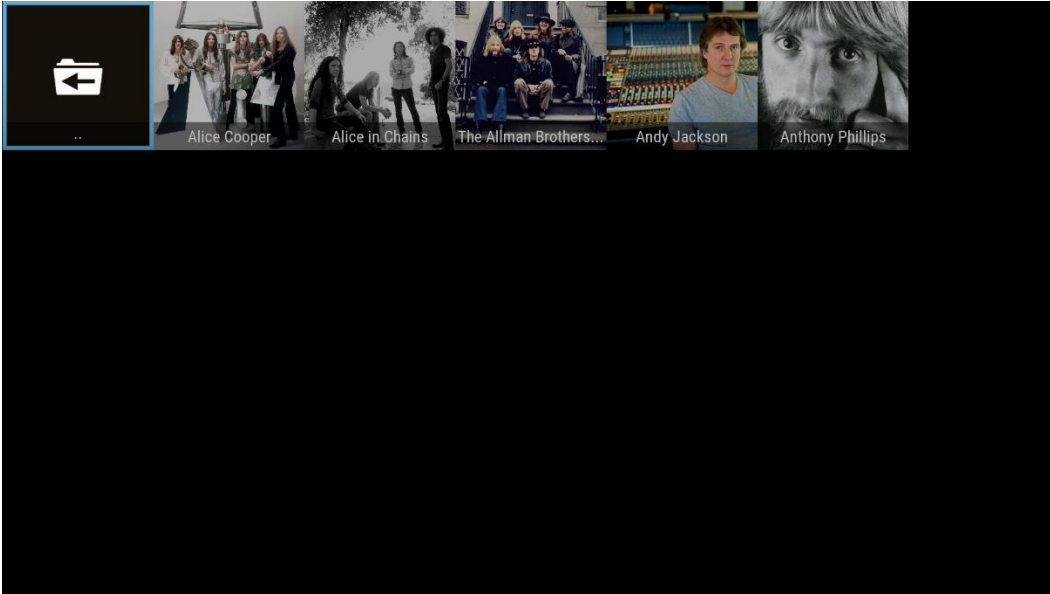 ..
Alice Cooper
Alice in Chains
The Allman Brothers...
Andy Jackson
Anthony Phillips